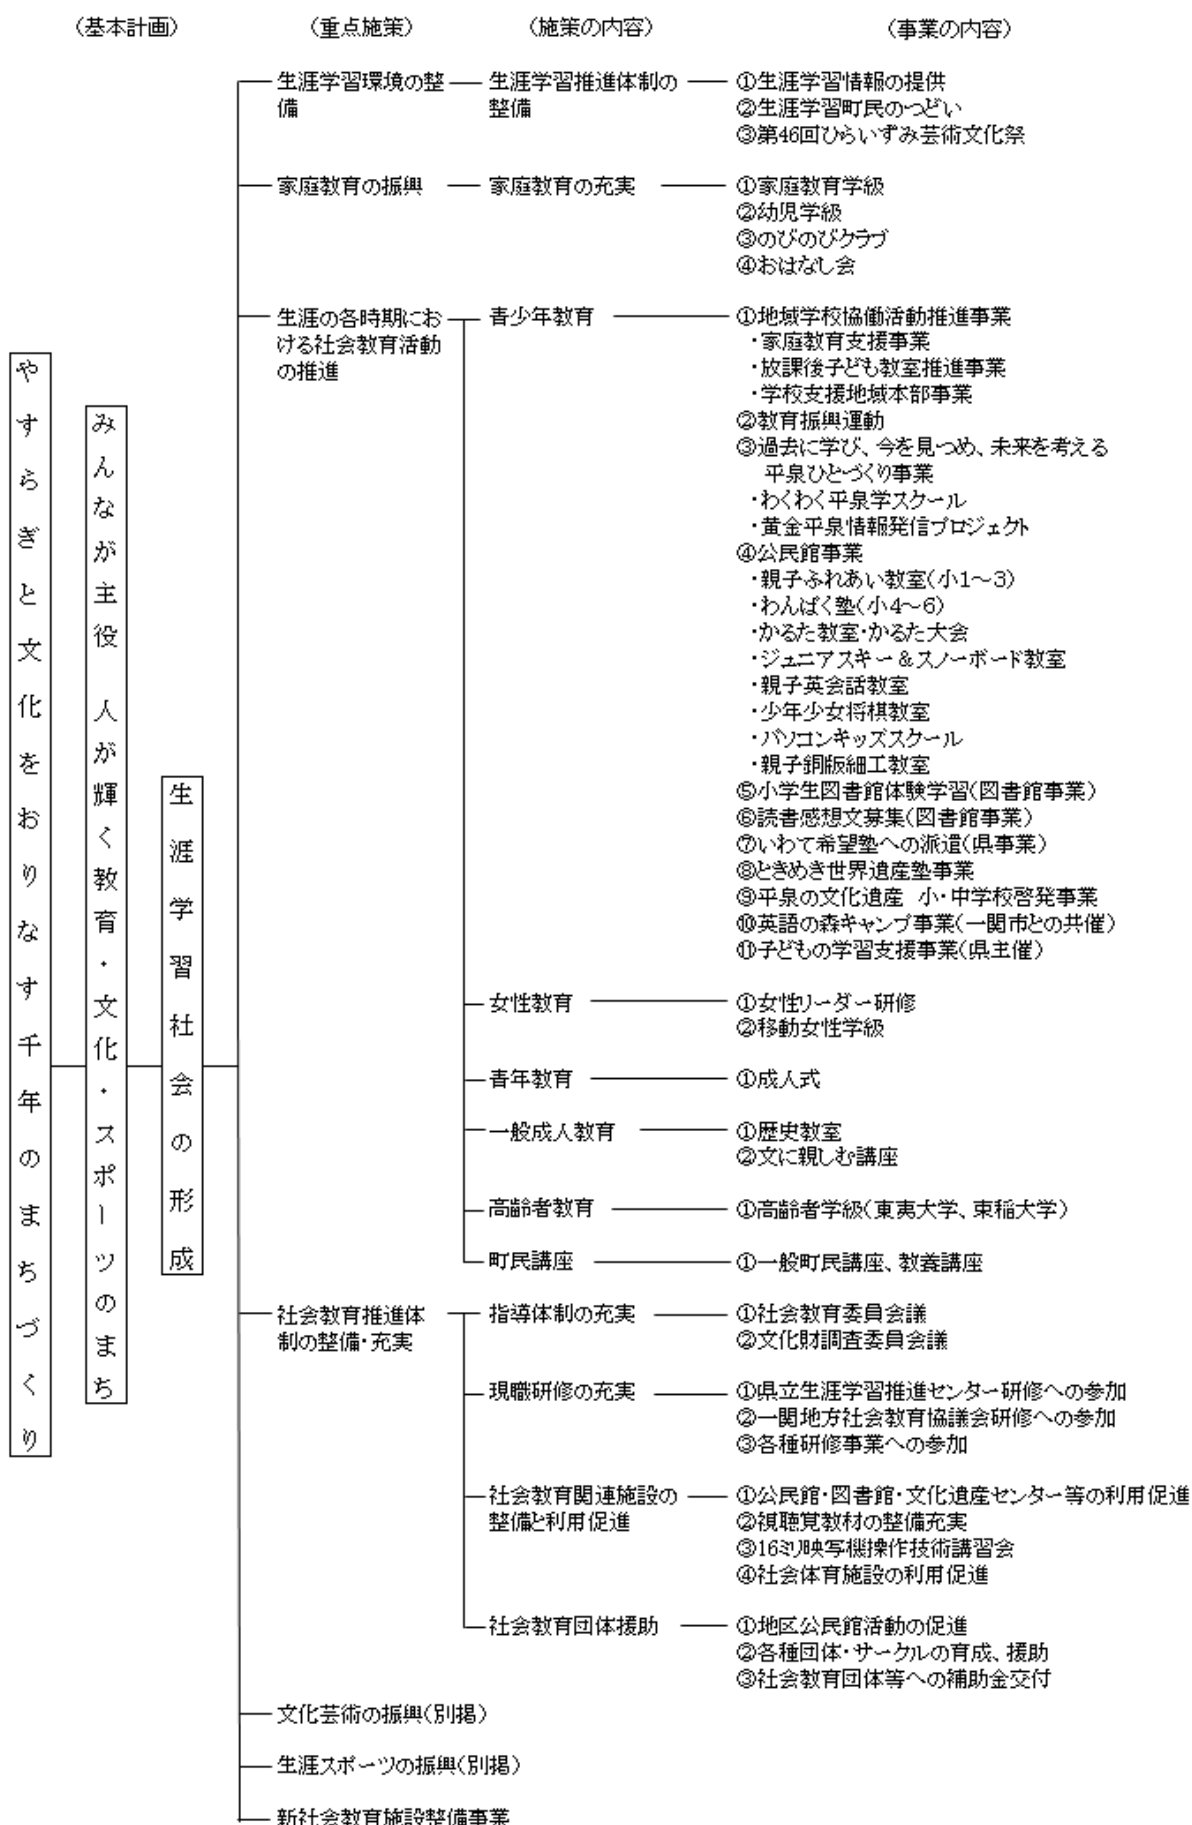 （基本計画）　（重点施策）　（施策の内容）　（事業の内容）
やすらぎと文化をおりなす千年のまちづくり
みんなが主役　人が輝く教育・文化・スポーツのまち
生涯学習社会の形成
生涯学習環境の整
備
生涯学習推進体制の
整備
①生涯学習情報の提供
②生涯学習町民のつどい
③第46回ひらいずみ芸術文化祭
家庭教育の振興
家庭教育の充実
①家庭教育学級
②幼児学級
③のびのびクラブ
④おはなし会
生涯の各時期にお
ける社会教育活動
の推進
青少年教育
①地域学校協働活動推進事業
・家庭教育支援事業
・放課後子ども教室推進事業
・学校支援地域本部事業
②教育振興運動
③過去に学び、今を見つめ、未来を考える
平泉ひとづくり事業
・わくわく平泉学スクール
・黄金平泉情報発信プロジェクト
④公民館事業
・親子ふれあい教室（小1～3）
・わんぱく塾（小4～6）
・かるた教室・かるた大会
・ジュニアスキー＆スノーボード教室
・親子英会話教室
・少年少女将棋教室
・パソコンキッズスクール
・親子銅版細工教室
⑤小学生図書館体験学習（図書館事業）
⑥読書感想文募集（図書館事業）
⑦いわて希望塾への派遣（県事業）
⑧ときめき世界遺産塾事業
⑨平泉の文化遺産　小・中学校啓発事業
⑩英語の森キャンプ事業（一関市との共催）
⑪子どもの学習支援事業（県主催）
女性教育
①女性リーダー研修
②移動女性学級
青年教育
①成人式
一般成人教育
①歴史教室
②文に親しむ講座
高齢者教育
①高齢者学級（東夷大学、束稲大学）
町民講座
①一般町民講座、教養講座
社会教育推進体
制の整備・充実
指導体制の充実
①社会教育委員会議
②文化財調査委員会議
現職研修の充実
①県立生涯学習推進センター研修への参加
②一関地方社会教育協議会研修への参加
③各種研修事業への参加
社会教育関連施設の
整備と利用促進
①公民館・図書館・文化遺産センター等の利用促進
②視聴覚教材の整備充実
③16ミリ映写機操作技術講習会
④社会体育施設の利用促進
社会教育団体援助
①地区公民館活動の促進
②各種団体・サークルの育成、援助
③社会教育団体等への補助金交付
文化芸術の振興（別掲）
生涯スポーツの振興（別掲）
新社会教育施設整備事業